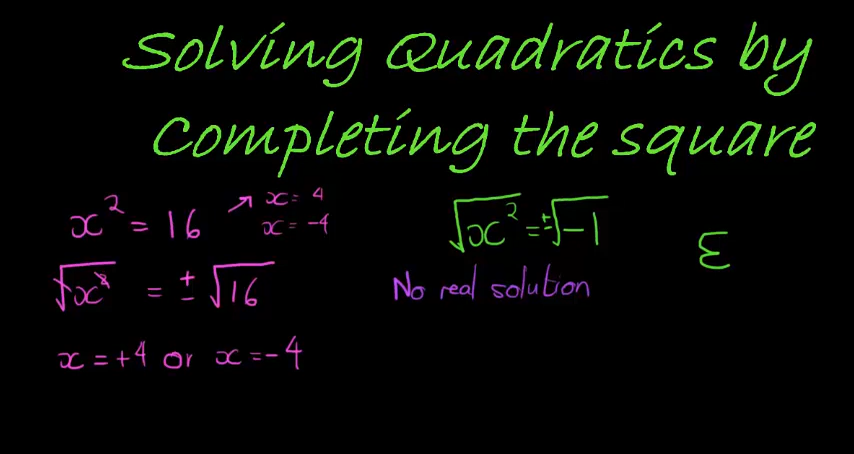 Solving Quadratics by
Completing the square
x² = 16
x = 4
x = -4
√x² = ± √16
x = +4 or x = -4
√x² = ±√-1
No real solution
Σ